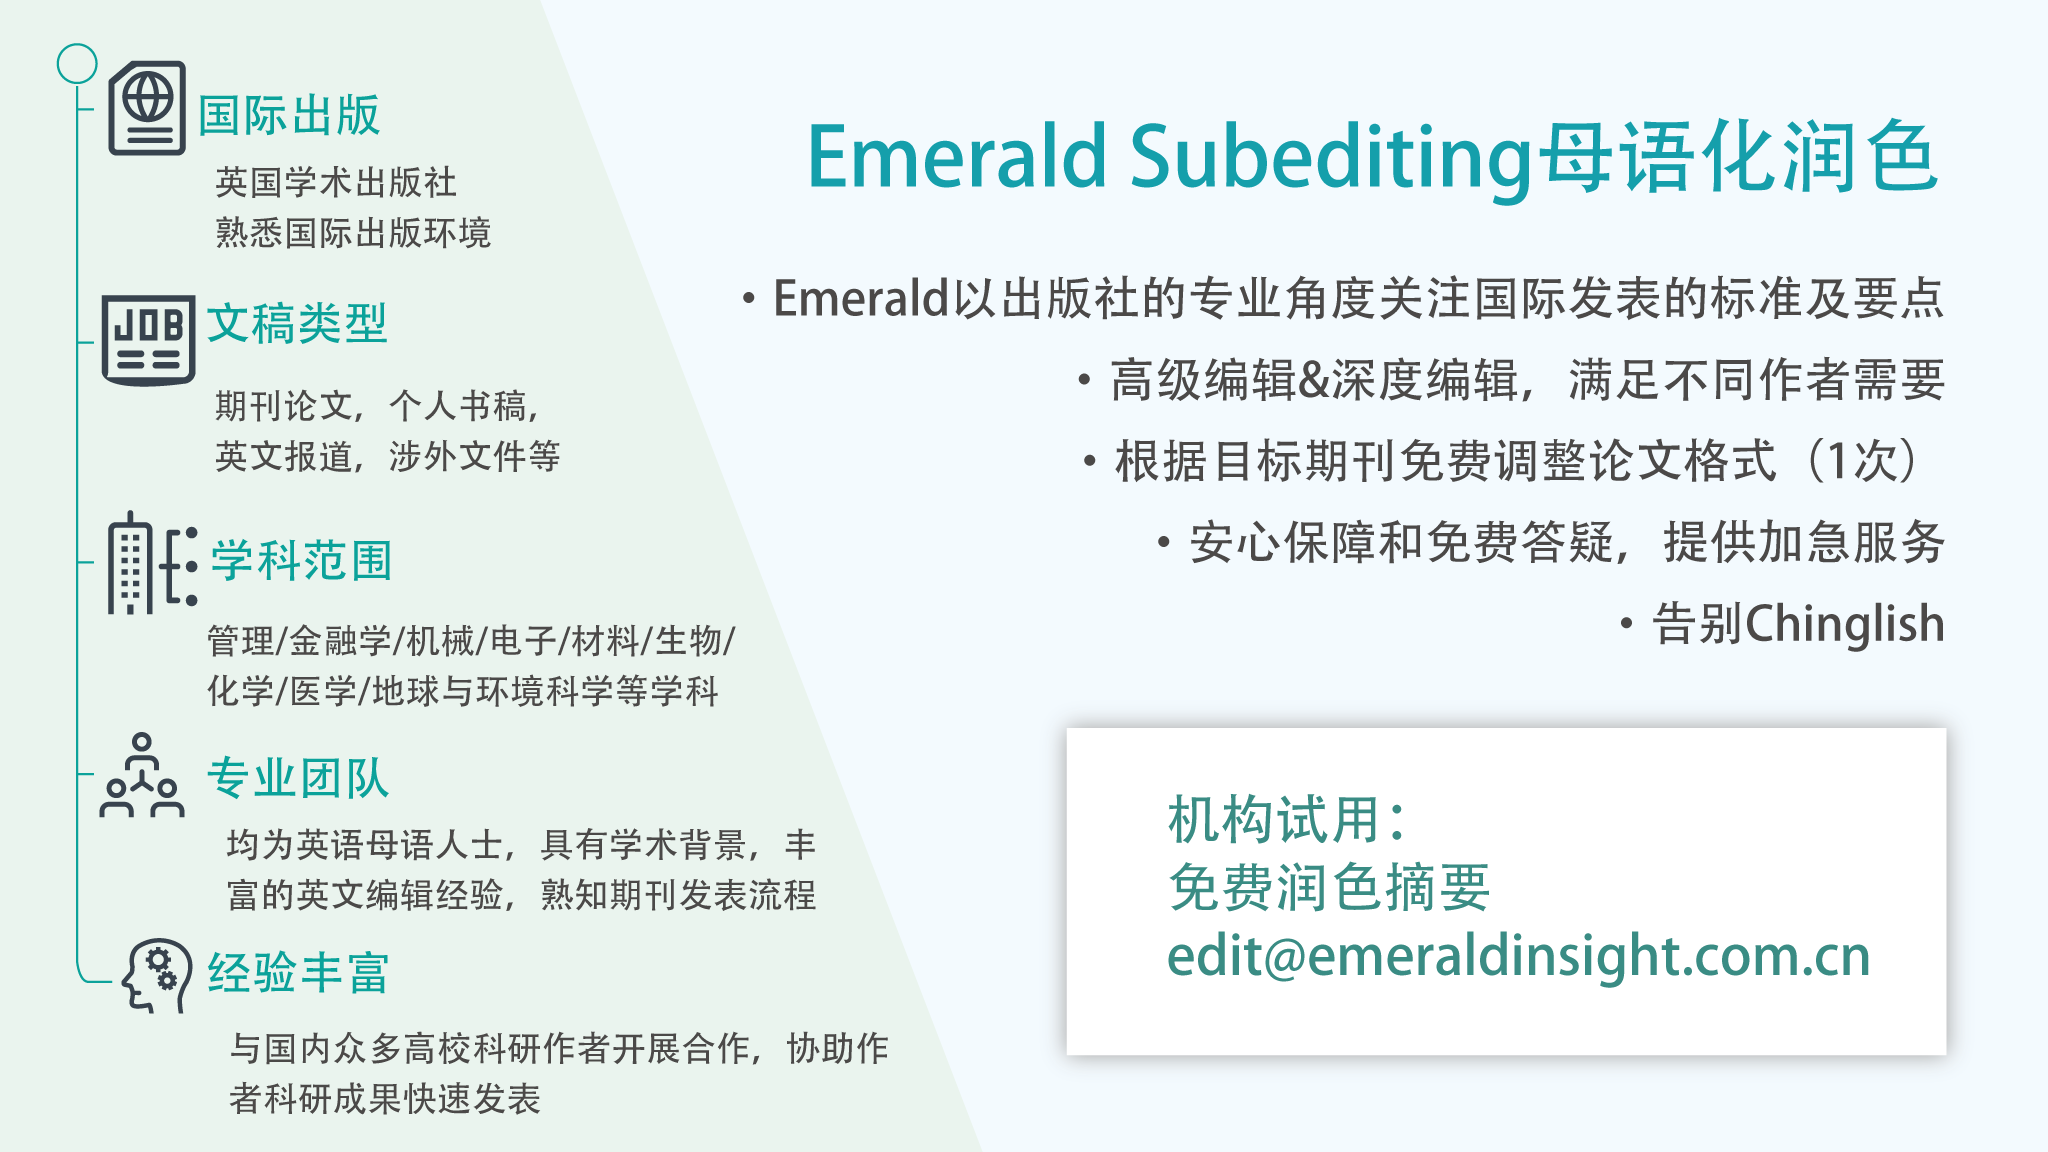 国际出版
英国学术出版社
熟悉国际出版环境
JOB
文稿类型
期刊论文，个人书稿，
英文报道，涉外文件等
学科范围
管理/金融学/机械/电子/材料/生物/
化学/医学/地球与环境科学等学科
专业团队
均为英语母语人士，具有学术背景，丰
富的英文编辑经验，熟知期刊发表流程
经验丰富
与国内众多高校科研作者开展合作，协助作
者科研成果快速发表
Emerald Subediting母语化润色
• Emerald以出版社的专业角度关注国际发表的标准及要点
• 高级编辑&深度编辑，满足不同作者需要
• 根据目标期刊免费调整论文格式（1次）
• 安心保障和免费答疑，提供加急服务
• 告别Chinglish
机构试用：
免费润色摘要
edit@emeraldinsight.com.cn